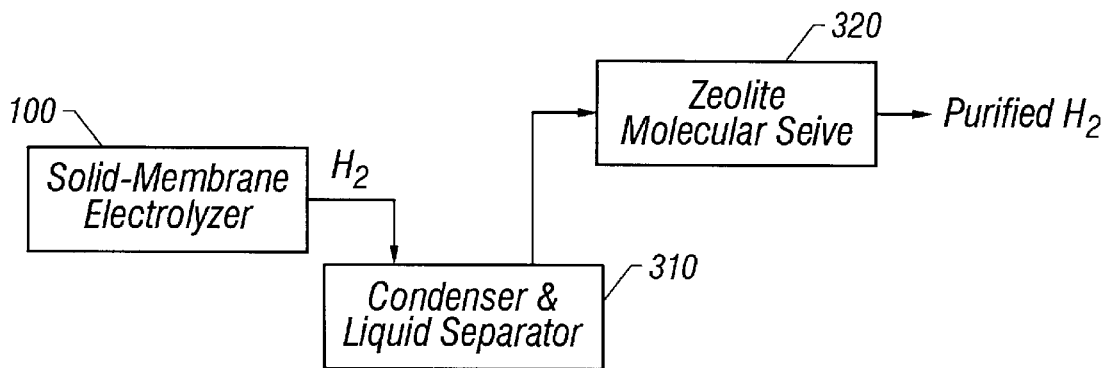 320
Zeolite
Molecular Seive
Purified H₂
100
Solid-Membrane
Electrolyzer
H₂
310
Condenser &
Liquid Separator